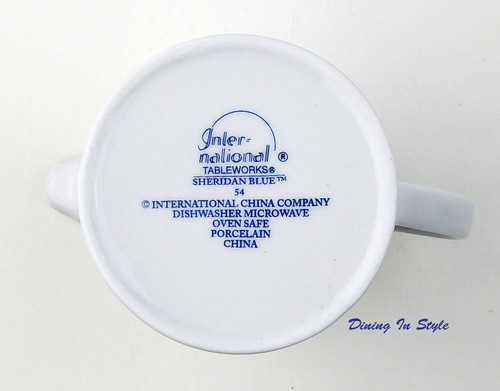 Inter-
national ®
TABLEWORKS®
SHERIDAN BLUE™
54
© INTERNATIONAL CHINA COMPANY
DISHWASHER MICROWAVE
OVEN SAFE
PORCELAIN
CHINA
Dining In Style